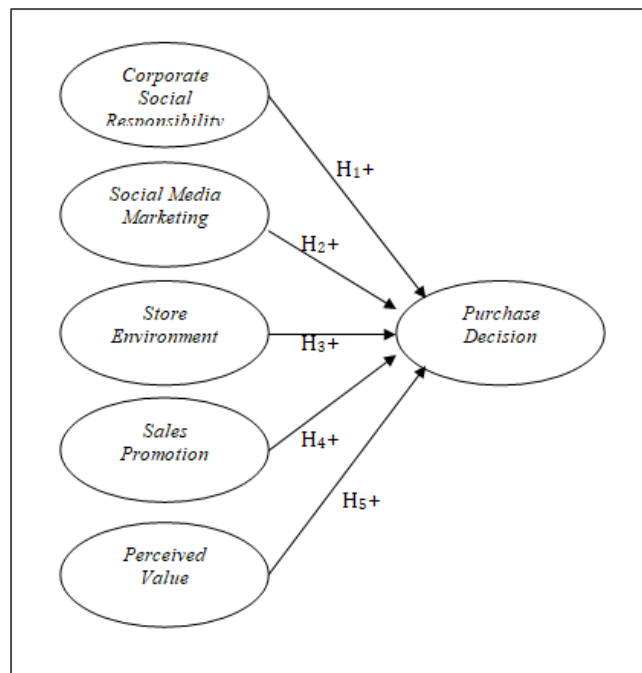 Corporate
Social
Responsibility
H₁+
Social Media
Marketing
H₂+
Store
Environment
H₃+
Purchase
Decision
Sales
Promotion
H₄+
H₅+
Perceived
Value